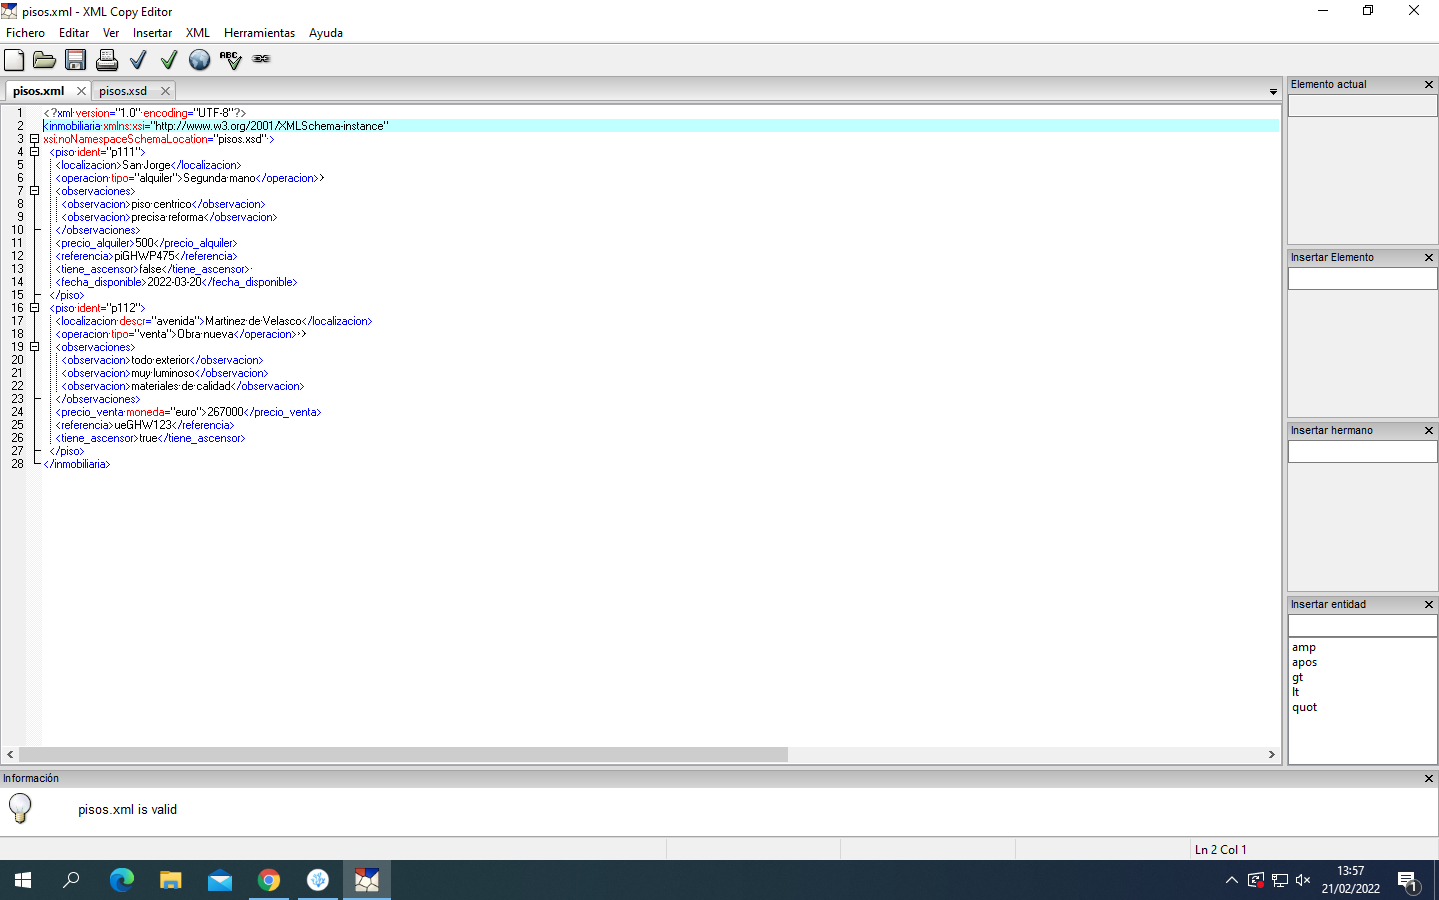 pisos.xml - XML Copy Editor
Fichero Editar Ver Insertar XML Herramientas Ayuda
ABC
pisos.xml pisos.xsd
1 <?xml version="1.0" encoding="UTF-8"?>
2 <inmobiliaria xmlns:xsi="http://www.w3.org/2001/XMLSchema-instance"
3 xsi:noNamespaceSchemaLocation="pisos.xsd" >
4 <piso ident="p111">
5 <localizacion>San Jorge</localizacion>
6 <operacion tipo="alquiler">Segunda mano</operacion>
7 <observaciones>
8 <observacion>piso centrico</observacion>
9 <observacion>precisa reforma</observacion>
10 </observaciones>
11 <precio_alquiler>500</precio_alquiler>
12 <referencia>piGHWP475</referencia>
13 <tiene_ascensor>false</tiene_ascensor>
14 <fecha_disponible>2022-03-20</fecha_disponible>
15 </piso>
16 <piso ident="p112">
17 <localizacion descr="avenida">Martinez de Velasco</localizacion>
18 <operacion tipo="venta">Obra nueva</operacion>
19 <observaciones>
20 <observacion>todo exterior</observacion>
21 <observacion>muy luminoso</observacion>
22 <observacion>materiales de calidad</observacion>
23 </observaciones>
24 <precio_venta moneda="euro">267000</precio_venta>
25 <referencia>ueGHW123</referencia>
26 <tiene_ascensor>true</tiene_ascensor>
27 </piso>
28 </inmobiliaria>
Elemento actual
Insertar Elemento
Insertar hermano
Insertar entidad
amp
apos
gt
lt
quot
Información
pisos.xml is valid
Ln 2 Col 1
13:57
21/02/2022
1